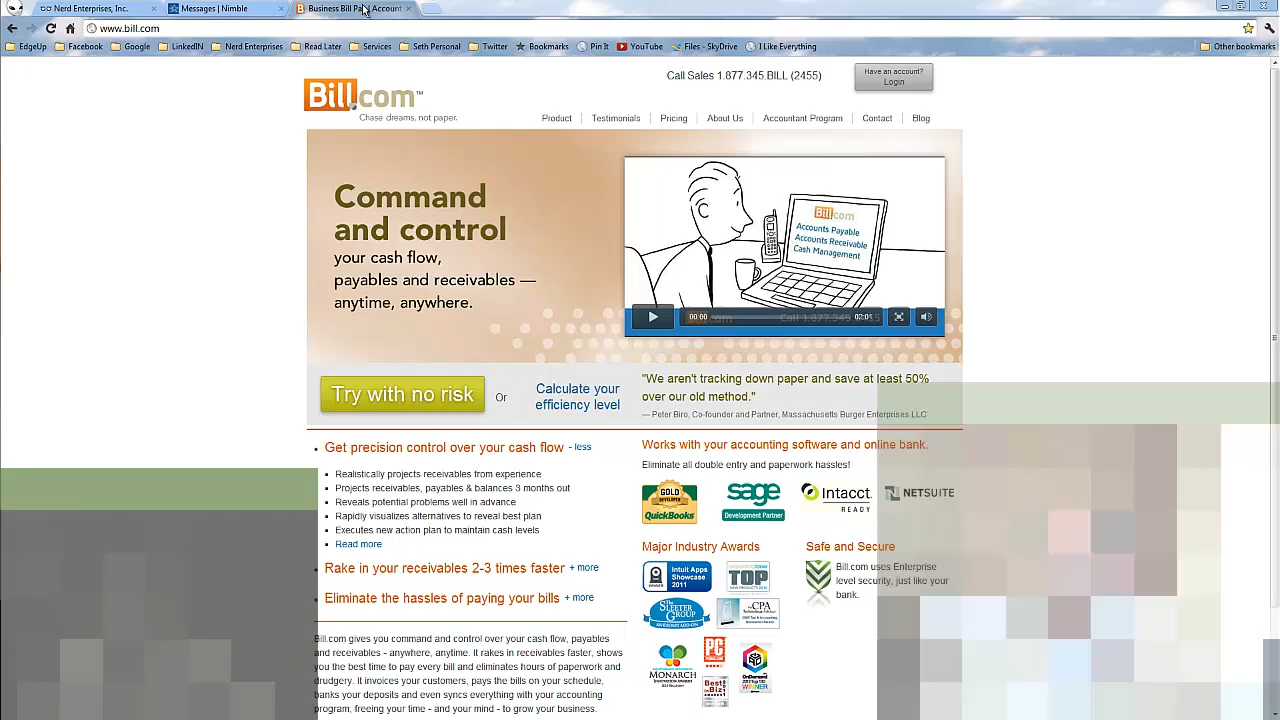 Nerd Enterprises, Inc.
Messages | Nimble
Business Bill Pay, Account
www.bill.com
EdgeUp
Facebook
Google
LinkedIN
Nerd Enterprises
Read Later
Services
Seth Personal
Twitter
Bookmarks
Pin It
YouTube
Files - SkyDrive
I Like Everything
Other bookmarks
Call Sales 1.877.345.BILL (2455)
Have an account?
Login
Bill.com™
Chase dreams, not paper.
Product
Testimonials
Pricing
About Us
Accountant Program
Contact
Blog
Command
and control
your cash flow,
payables and receivables —
anytime, anywhere.
Bill.com
Accounts Payable
Accounts Receivable
Cash Management
00:00
02:01
Try with no risk
Or
Calculate your
efficiency level
"We aren't tracking down paper and save at least 50%
over our old method."
— Peter Biro, Co-founder and Partner, Massachusetts Burger Enterprises LLC
Get precision control over your cash flow - less
Realistically projects receivables from experience
Projects receivables, payables & balances 3 months out
Reveals potential problems well in advance
Rapidly visualizes alternatives to reveal best plan
Executes new action plan to maintain cash levels
Read more
Rake in your receivables 2-3 times faster + more
Eliminate the hassles of paying your bills + more
Bill.com gives you command and control over your cash flow, payables
and receivables - anywhere, anytime. It rakes in receivables faster, shows
you the best time to pay every bill and eliminates hours of paperwork and
drudgery. It invoices your customers, pays the bills on your schedule,
banks your deposits and even syncs everything with your accounting
program, freeing your time - and your mind - to grow your business.
Works with your accounting software and online bank.
Eliminate all double entry and paperwork hassles!
GOLD
DEVELOPER
QuickBooks
sage
Development Partner
Intacct
READY
NETSUITE
Major Industry Awards
Intuit Apps
Showcase
2011
TOP
THE
SLEETER
GROUP
AWESOME ADD-ON
CPA
MONARCH
PC
Best
OnDemand
WINNER
Safe and Secure
Bill.com uses Enterprise
level security, just like your
bank.